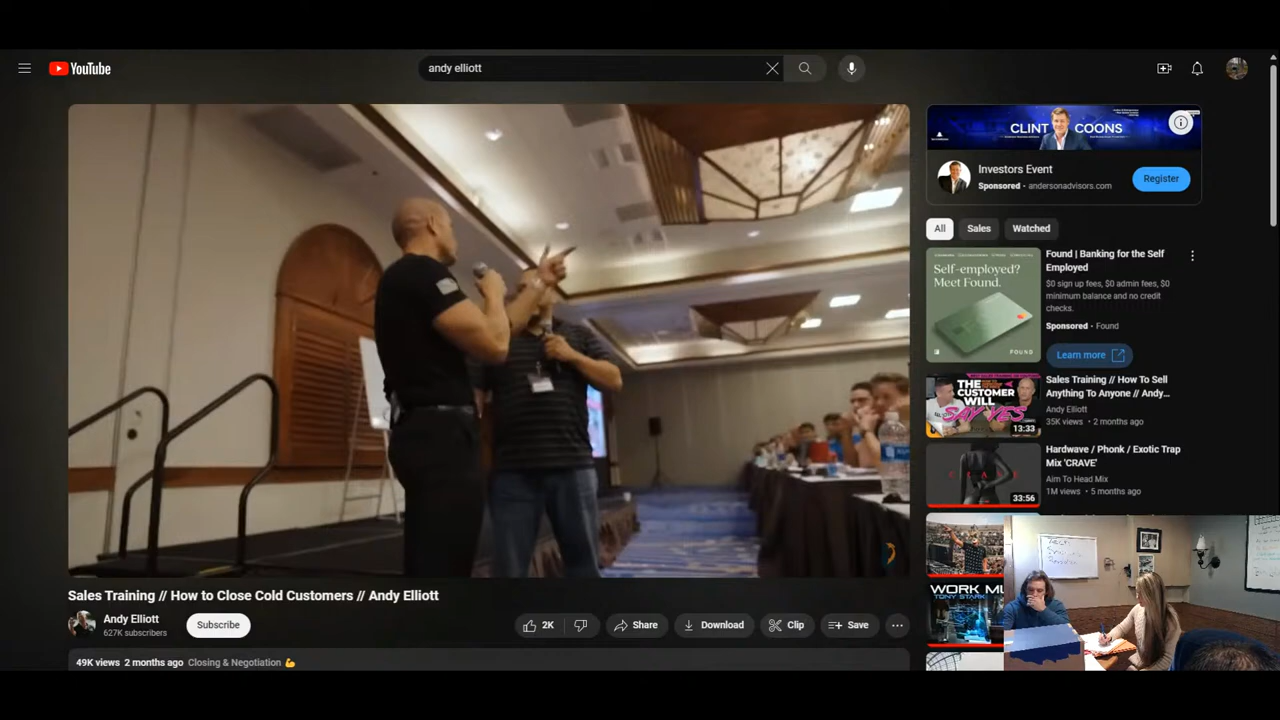 YouTube
andy elliott
CLINT COONS
Investors Event
Sponsored · andersonadvisors.com
Register
All
Sales
Watched
Self-employed?
Meet Found.
FOUND
Found | Banking for the Self
Employed
$0 sign up fees, $0 admin fees, $0
minimum balance and no credit
checks.
Sponsored · Found
Learn more
THE
CUSTOMER
WILL
SAY YES
13:33
Sales Training // How To Sell
Anything To Anyone // Andy...
Andy Elliott
35K views · 2 months ago
33:56
Hardwave / Phonk / Exotic Trap
Mix 'CRAVE'
Aim To Head Mix
1M views · 5 months ago
WORK MU
TONY STARK
Sales Training // How to Close Cold Customers // Andy Elliott
Andy Elliott
627K subscribers
Subscribe
2K
Share
Download
Clip
Save
49K views 2 months ago Closing & Negotiation 💪